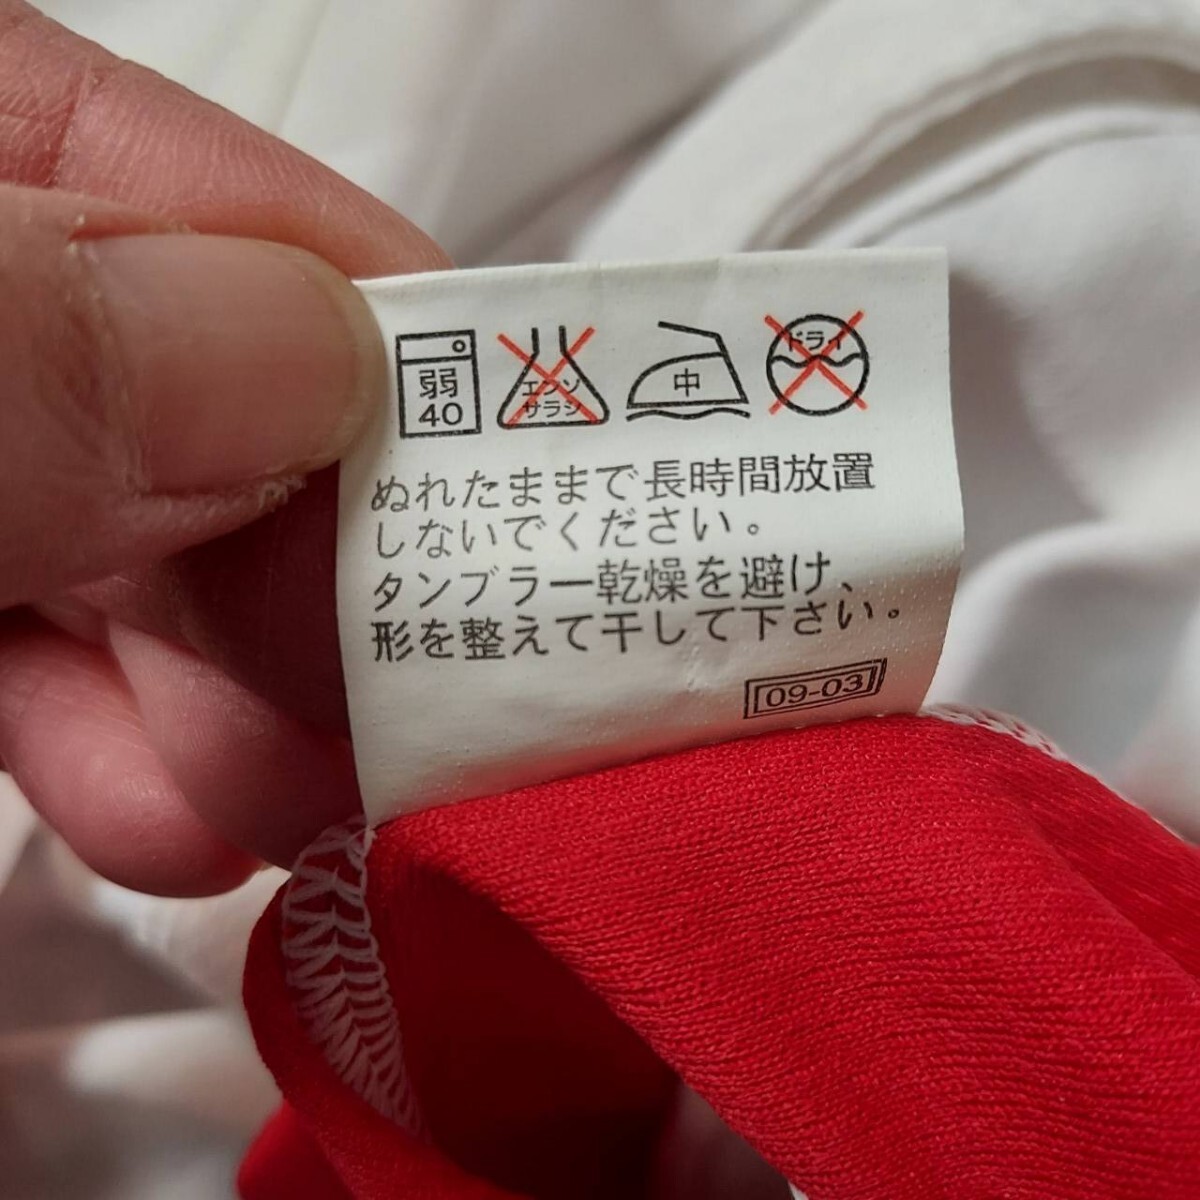 弱 エンソ 中 ドライ
40 サラシ
ぬれたままで長時間放置
しないでください。
タンブラー乾燥を避け、
形を整えて干して下さい。
09-03